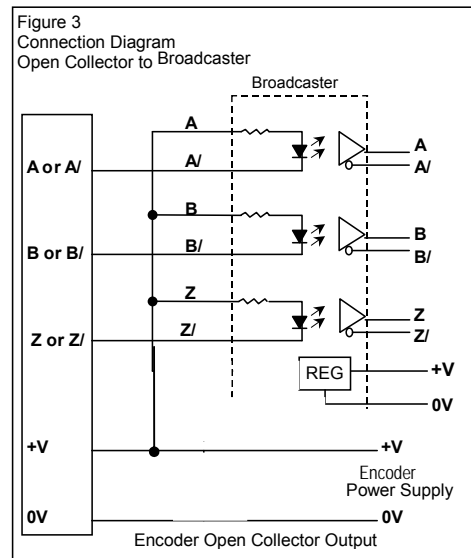 Figure 3
Connection Diagram
Open Collector to Broadcaster
Broadcaster
A
A
A or A/
A/
A/
B
B
B or B/
B/
B/
Z
Z
Z or Z/
Z/
Z/
REG
+V
0V
+V
+V
Encoder
Power Supply
0V
0V
Encoder Open Collector Output